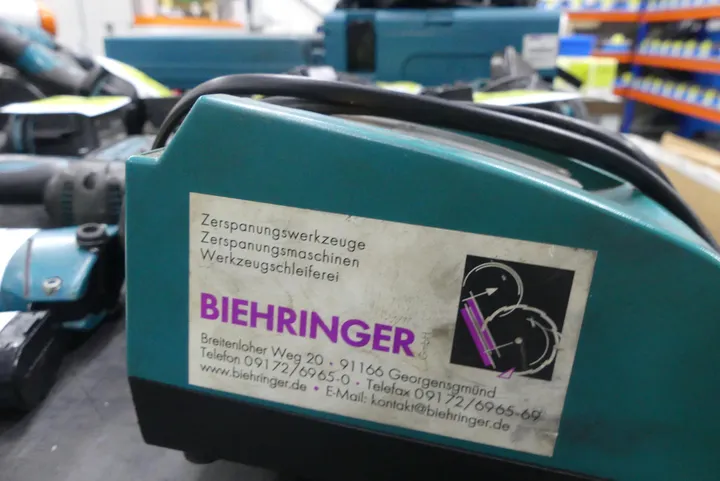 Zerspanungswerkzeuge
Zerspanungsmaschinen
Werkzeugschleiferei
BIEHRINGER GmbH
Breitenloher Weg 20 • 91166 Georgensgmünd
Telefon 09172/6965-0 • Telefax 09172/6965-69
www.biehringer.de • E-Mail: kontakt@biehringer.de